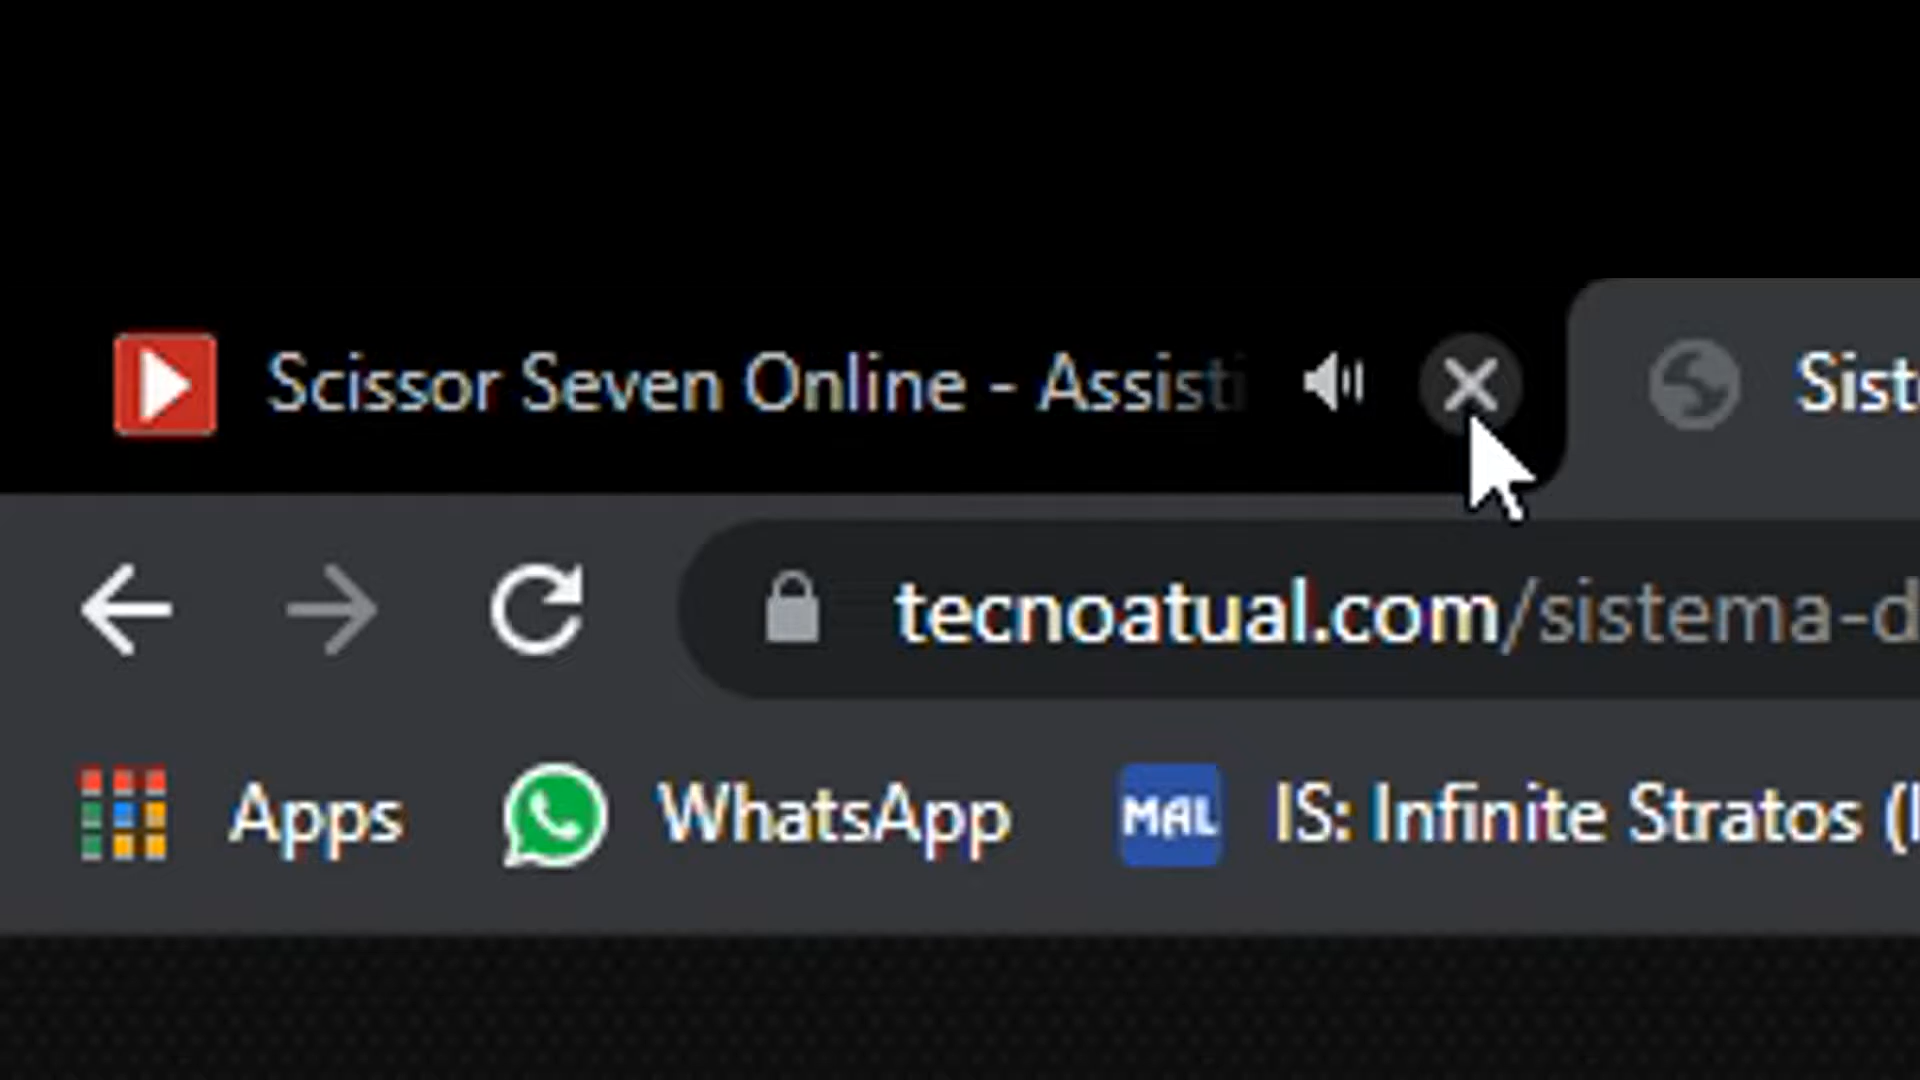 Scissor Seven Online - Assisti
Sist
tecnoatual.com/sistema-d
Apps
WhatsApp
MAL
IS: Infinite Stratos (